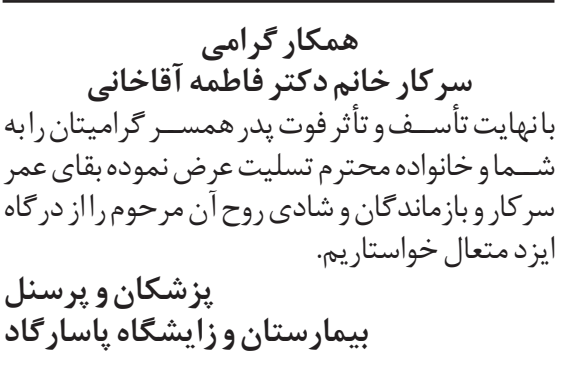 همکار گرامی
سرکار خانم دکتر فاطمه آقاخانی
با نهایت تأسف و تأثر فوت پدر همسر گرامیتان را به
شما و خانواده محترم تسلیت عرض نموده بقای عمر
سرکار و بازماندگان و شادی روح آن مرحوم را از درگاه
ایزد متعال خواستاریم.
پزشکان و پرسنل
بیمارستان و زایشگاه پاسارگاد